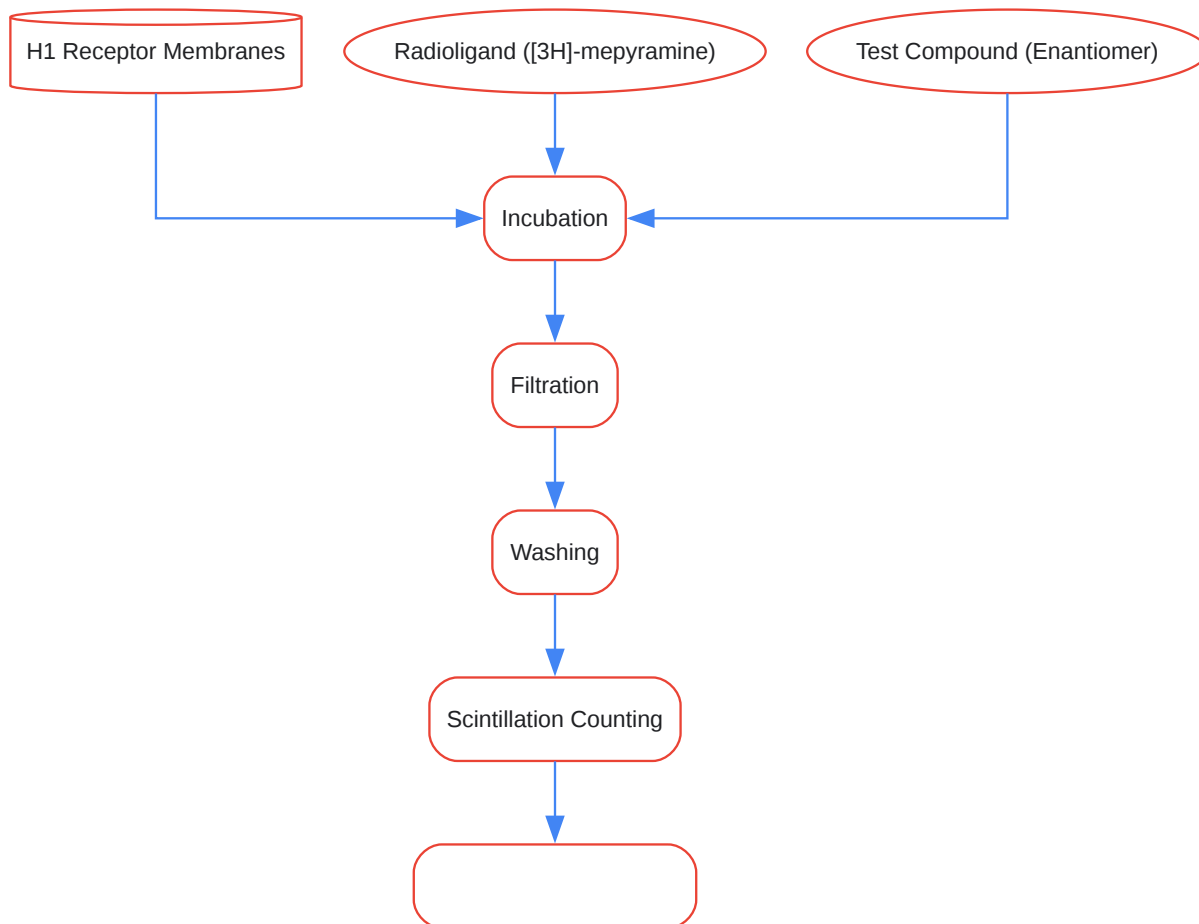 H1 Receptor Membranes
Radioligand ([3H]-mepyramine)
Test Compound (Enantiomer)
Incubation
Filtration
Washing
Scintillation Counting